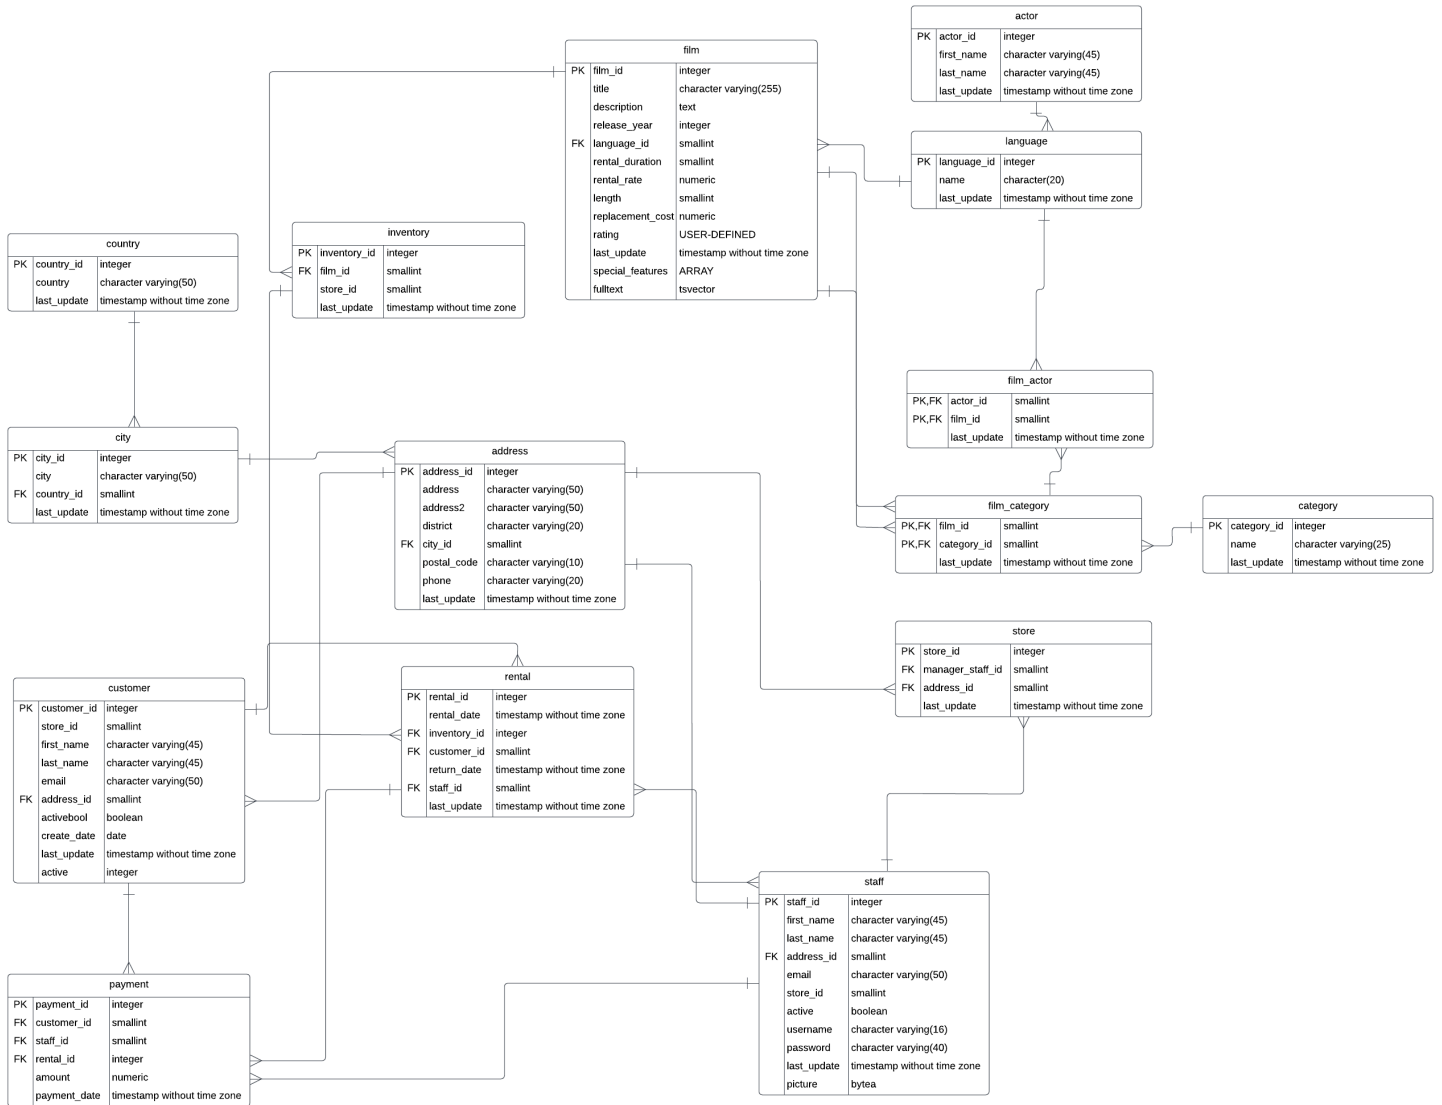 actor
PK actor_id integer
first_name character varying(45)
last_name character varying(45)
last_update timestamp without time zone
film
PK film_id integer
title character varying(255)
description text
release_year integer
FK language_id smallint
rental_duration smallint
rental_rate numeric
length smallint
replacement_cost numeric
rating USER-DEFINED
last_update timestamp without time zone
special_features ARRAY
fulltext tsvector
language
PK language_id integer
name character(20)
last_update timestamp without time zone
inventory
PK inventory_id integer
FK film_id smallint
store_id smallint
last_update timestamp without time zone
country
PK country_id integer
country character varying(50)
last_update timestamp without time zone
film_actor
PK,FK actor_id smallint
PK,FK film_id smallint
last_update timestamp without time zone
city
PK city_id integer
city character varying(50)
FK country_id smallint
last_update timestamp without time zone
address
PK address_id integer
address character varying(50)
address2 character varying(50)
district character varying(20)
FK city_id smallint
postal_code character varying(10)
phone character varying(20)
last_update timestamp without time zone
film_category
PK,FK film_id smallint
PK,FK category_id smallint
last_update timestamp without time zone
category
PK category_id integer
name character varying(25)
last_update timestamp without time zone
store
PK store_id integer
FK manager_staff_id smallint
FK address_id smallint
last_update timestamp without time zone
rental
PK rental_id integer
rental_date timestamp without time zone
FK inventory_id integer
FK customer_id smallint
return_date timestamp without time zone
FK staff_id smallint
last_update timestamp without time zone
customer
PK customer_id integer
store_id smallint
first_name character varying(45)
last_name character varying(45)
email character varying(50)
FK address_id smallint
activebool boolean
create_date date
last_update timestamp without time zone
active integer
staff
PK staff_id integer
first_name character varying(45)
last_name character varying(45)
FK address_id smallint
email character varying(50)
store_id smallint
active boolean
username character varying(16)
password character varying(40)
last_update timestamp without time zone
picture bytea
payment
PK payment_id integer
FK customer_id smallint
FK staff_id smallint
FK rental_id integer
amount numeric
payment_date timestamp without time zone